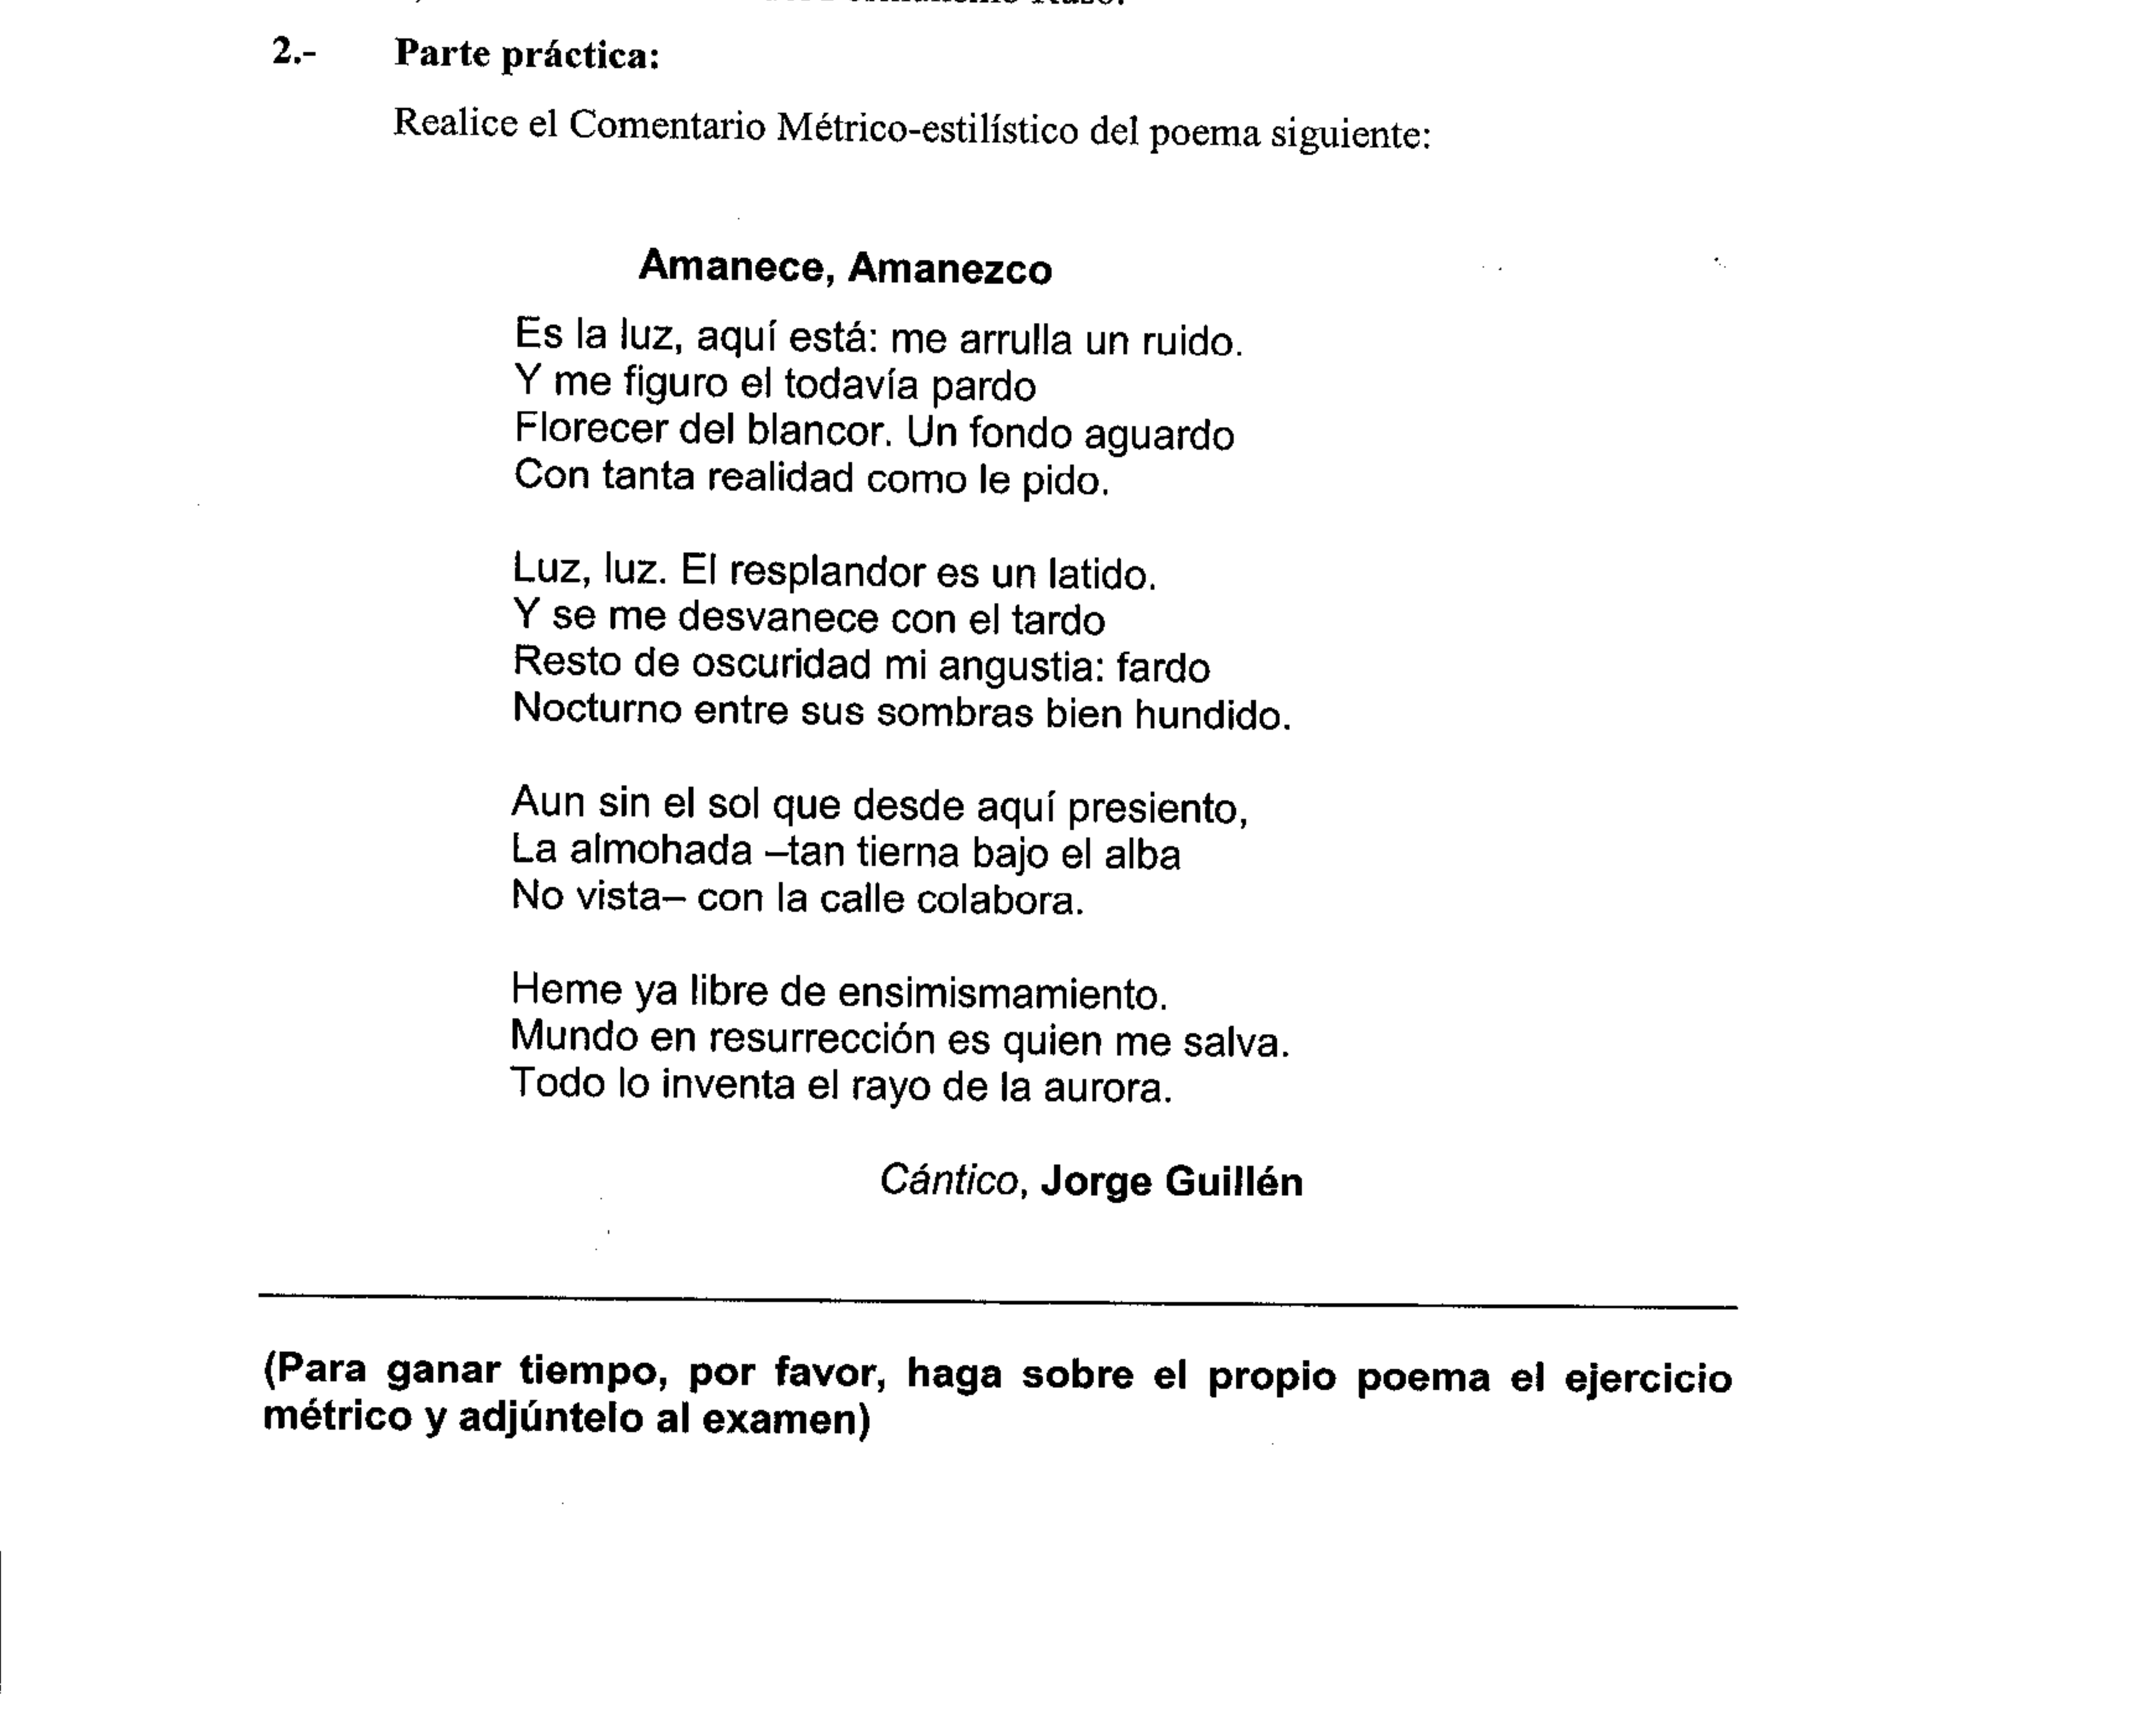 2.- Parte práctica:
Realice el Comentario Métrico-estilístico del poema siguiente:
Amanece, Amanezco
Es la luz, aquí está: me arrulla un ruido.
Y me figuro el todavía pardo
Florecer del blancor. Un fondo aguardo
Con tanta realidad como le pido.
Luz, luz. El resplandor es un latido.
Y se me desvanece con el tardo
Resto de oscuridad mi angustia: fardo
Nocturno entre sus sombras bien hundido.
Aun sin el sol que desde aquí presiento,
La almohada –tan tierna bajo el alba
No vista– con la calle colabora.
Heme ya libre de ensimismamiento.
Mundo en resurrección es quien me salva.
Todo lo inventa el rayo de la aurora.
Cántico, Jorge Guillén
(Para ganar tiempo, por favor, haga sobre el propio poema el ejercicio
métrico y adjúntelo al examen)